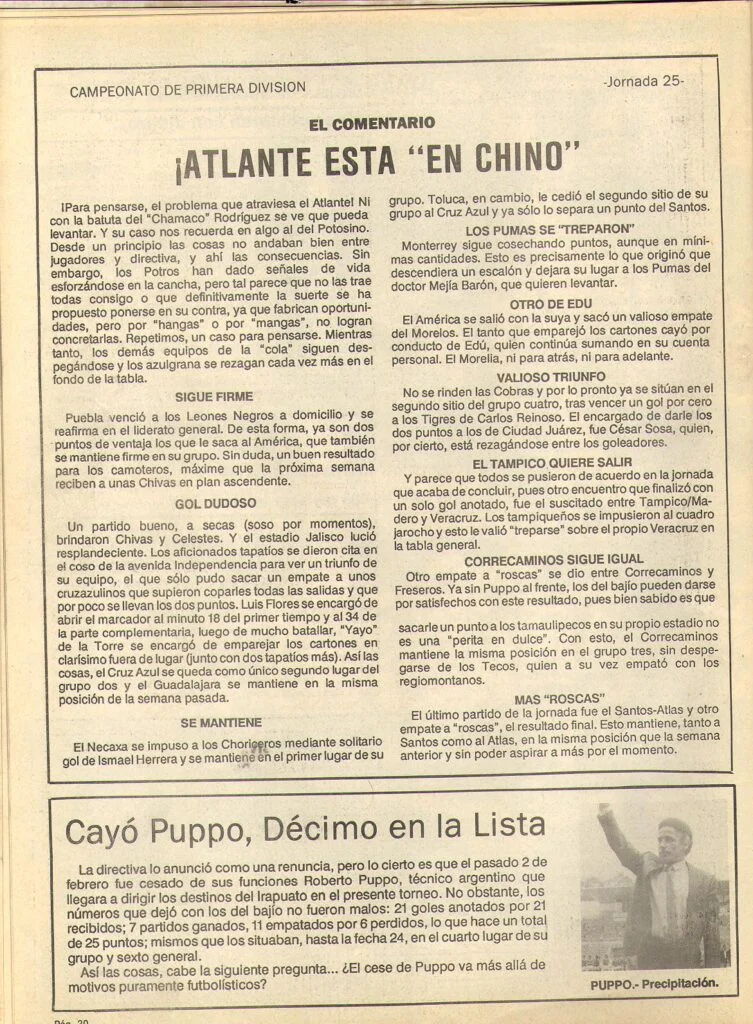 CAMPEONATO DE PRIMERA DIVISION
-Jornada 25-
EL COMENTARIO
¡ATLANTE ESTA "EN CHINO"
¡Para pensarse, el problema que atraviesa el Atlante! Ni
con la batuta del "Chamaco" Rodríguez se ve que pueda
levantar. Y su caso nos recuerda en algo al del Potosino.
Desde un principio las cosas no andaban bien entre
jugadores y directiva, y ahí las consecuencias. Sin
embargo, los Potros han dado señales de vida
esforzándose en la cancha, pero tal parece que no las trae
todas consigo o que definitivamente la suerte se ha
propuesto ponerse en su contra, ya que fabrican oportuni-
dades, pero por "hangas" o por "mangas", no logran
concretarlas. Repetimos, un caso para pensarse. Mientras
tanto, los demás equipos de la "cola" siguen des-
pegándose y los azulgrana se rezagan cada vez más en el
fondo de la tabla.
SIGUE FIRME
Puebla venció a los Leones Negros a domicilio y se
reafirma en el liderato general. De esta forma, ya son dos
puntos de ventaja los que le saca al América, que también
se mantiene firme en su grupo. Sin duda, un buen resultado
para los camoteros, máxime que la próxima semana
reciben a unas Chivas en plan ascendente.
GOL DUDOSO
Un partido bueno, a secas (soso por momentos),
brindaron Chivas y Celestes. Y el estadio Jalisco lució
resplandeciente. Los aficionados tapatíos se dieron cita en
el coso de la avenida Independencia para ver un triunfo de
su equipo, el que sólo pudo sacar un empate a unos
cruzazulinos que supieron coparles todas las salidas y que
por poco se llevan los dos puntos. Luis Flores se encargó de
abrir el marcador al minuto 18 del primer tiempo y al 34 de
la parte complementaria, luego de mucho batallar, "Yayo"
de la Torre se encargó de emparejar los cartones en
clarísimo fuera de lugar (junto con dos tapatíos más). Así las
cosas, el Cruz Azul se queda como único segundo lugar del
grupo dos y el Guadalajara se mantiene en la misma
posición de la semana pasada.
SE MANTIENE
El Necaxa se impuso a los Choriceros mediante solitario
gol de Ismael Herrera y se mantiene en el primer lugar de su
grupo. Toluca, en cambio, le cedió el segundo sitio de su
grupo al Cruz Azul y ya sólo lo separa un punto del Santos.
LOS PUMAS SE "TREPARON"
Monterrey sigue cosechando puntos, aunque en míni-
mas cantidades. Esto es precisamente lo que originó que
descendiera un escalón y dejara su lugar a los Pumas del
doctor Mejía Barón, que quieren levantar.
OTRO DE EDU
El América se salió con la suya y sacó un valioso empate
del Morelos. El tanto que emparejó los cartones cayó por
conducto de Edú, quien continúa sumando en su cuenta
personal. El Morelia, ni para atrás, ni para adelante.
VALIOSO TRIUNFO
No se rinden las Cobras y por lo pronto ya se sitúan en el
segundo sitio del grupo cuatro, tras vencer un gol por cero
a los Tigres de Carlos Reinoso. El encargado de darle los
dos puntos a los de Ciudad Juárez, fue César Sosa, quien,
por cierto, está rezagándose entre los goleadores.
EL TAMPICO QUIERE SALIR
Y parece que todos se pusieron de acuerdo en la jornada
que acaba de concluir, pues otro encuentro que finalizó con
un solo gol anotado, fue el suscitado entre Tampico/Ma-
dero y Veracruz. Los tampiqueños se impusieron al cuadro
jarocho y esto le valió "treparse" sobre el propio Veracruz en
la tabla general.
CORRECAMINOS SIGUE IGUAL
Otro empate a "roscas" se dio entre Correcaminos y
Freseros. Ya sin Puppo al frente, los del bajío pueden darse
por satisfechos con este resultado, pues bien sabido es que
sacarle un punto a los tamaulipecos en su propio estadio no
es una "perita en dulce". Con esto, el Correcaminos
mantiene la misma posición en el grupo tres, sin despe-
garse de los Tecos, quien a su vez empató con los
regiomontanos.
MAS "ROSCAS"
El último partido de la jornada fue el Santos-Atlas y otro
empate a "roscas", el resultado final. Esto mantiene, tanto a
Santos como al Atlas, en la misma posición que la semana
anterior y sin poder aspirar a más por el momento.
Cayó Puppo, Décimo en la Lista
La directiva lo anunció como una renuncia, pero lo cierto es que el pasado 2 de
febrero fue cesado de sus funciones Roberto Puppo, técnico argentino que
llegara a dirigir los destinos del Irapuato en el presente torneo. No obstante, los
números que dejó con los del bajío no fueron malos: 21 goles anotados por 21
recibidos; 7 partidos ganados, 11 empatados por 6 perdidos, lo que hace un total
de 25 puntos; mismos que los situaban, hasta la fecha 24, en el cuarto lugar de su
grupo y sexto general.
Así las cosas, cabe la siguiente pregunta... ¿El cese de Puppo va más allá de
motivos puramente futbolísticos?
PUPPO.- Precipitación.